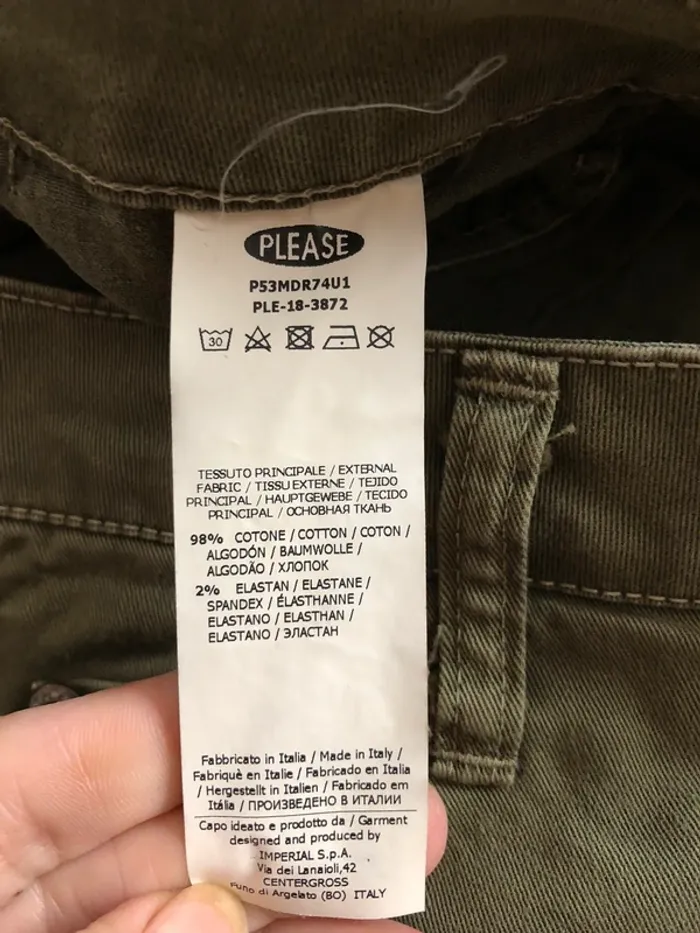 PLEASE
P53MDR74U1
PLE-18-3872
30
TESSUTO PRINCIPALE / EXTERNAL
FABRIC / TISSU EXTERNE / TEJIDO
PRINCIPAL / HAUPTGEWEBE / TECIDO
PRINCIPAL / ОСНОВНАЯ ТКАНЬ
98% COTONE / COTTON / COTON /
ALGODÓN / BAUMWOLLE /
ALGODÃO / ХЛОПОК
2% ELASTAN / ELASTANE /
SPANDEX / ÉLASTHANNE /
ELASTANO / ELASTHAN /
ELASTANO / ЭЛАСТАН
Fabbricato in Italia / Made in Italy /
Fabriquè en Italie / Fabricado en Italia
/ Hergestellt in Italien / Fabricado em
Itália / ПРОИЗВЕДЕНО В ИТАЛИИ
Capo ideato e prodotto da / Garment
designed and produced by
IMPERIAL S.p.A.
Via dei Lanaioli,42
CENTERGROSS
Funo di Argelato (BO) ITALY